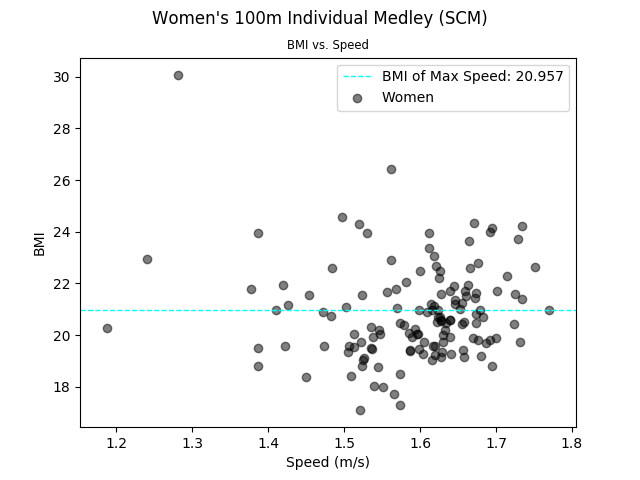 Women's 100m Individual Medley (SCM)
BMI vs. Speed
BMI of Max Speed: 20.957
Women
30
28
26
24
22
20
18
BMI
1.2 1.3 1.4 1.5 1.6 1.7 1.8
Speed (m/s)